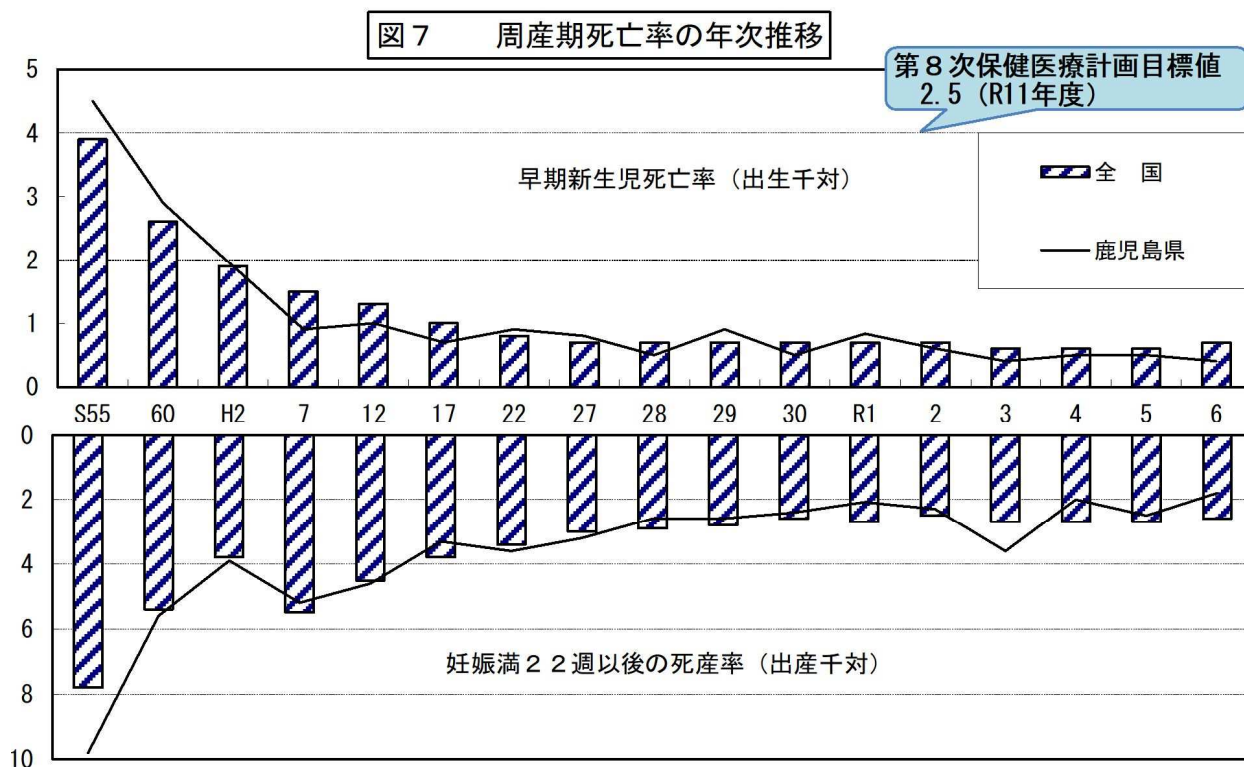 図７　　周産期死亡率の年次推移
第８次保健医療計画目標値
2.5（R11年度）
5
4
3
2
1
0
早期新生児死亡率（出生千対）
全　国
鹿児島県
S55 60 H2 7 12 17 22 27 28 29 30 R1 2 3 4 5 6
0
2
4
6
8
10
妊娠満２２週以後の死産率（出産千対）